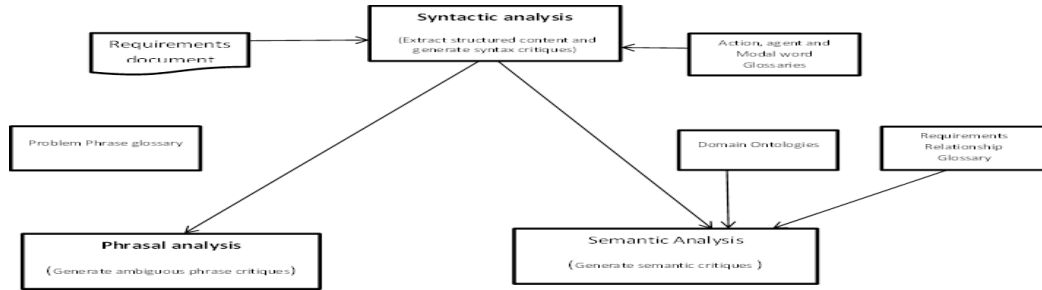 Syntactic analysis
(Extract structured content and
generate syntax critiques)
Requirements
document
Action, agent and
Modal word
Glossaries
Problem Phrase glossary
Domain Ontologies
Requirements
Relationship
Glossary
Phrasal analysis
(Generate ambiguous phrase critiques)
Semantic Analysis
(Generate semantic critiques )